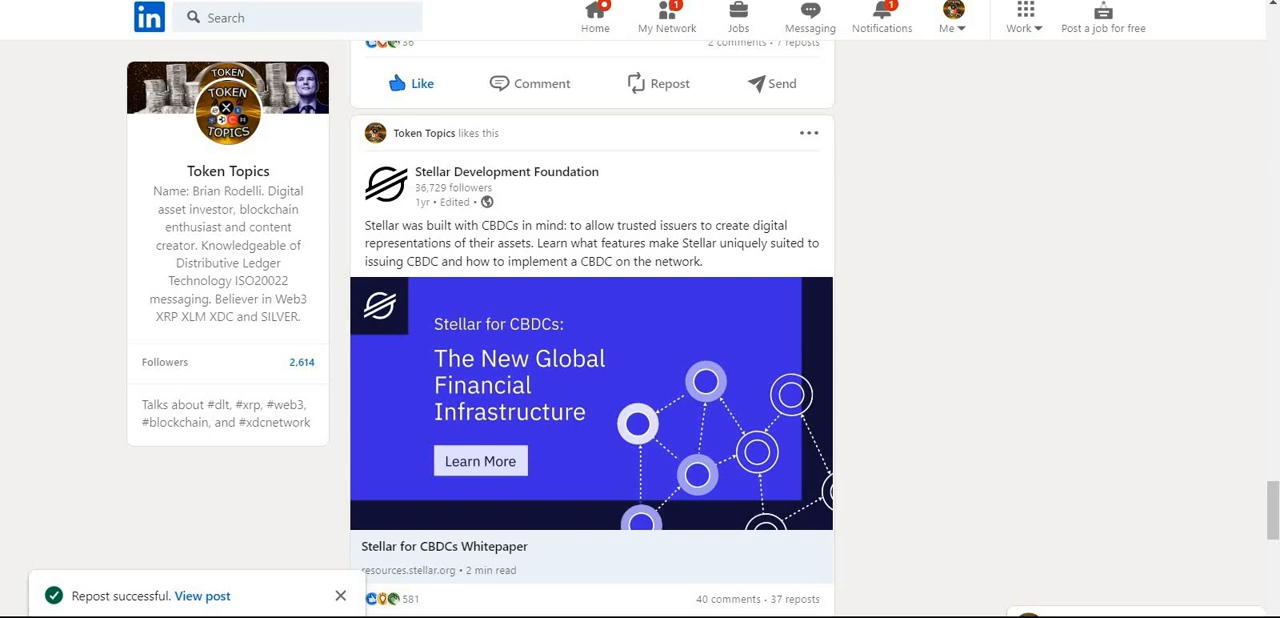 in
Search
1
1
Home
My Network
Jobs
Messaging
Notifications
Me
Work
Post a job for free
56
2 comments • 7 reposts
Like
Comment
Repost
Send
TOKEN
TOKEN
TOPICS
Token Topics
Name: Brian Rodelli. Digital
asset investor, blockchain
enthusiast and content
creator. Knowledgeable of
Distributive Ledger
Technology ISO20022
messaging. Believer in Web3
XRP XLM XDC and SILVER.
Followers
2,614
Talks about #dlt, #xrp, #web3,
#blockchain, and #xdcnetwork
Token Topics likes this
Stellar Development Foundation
36,729 followers
1yr • Edited •
Stellar was built with CBDCs in mind: to allow trusted issuers to create digital
representations of their assets. Learn what features make Stellar uniquely suited to
issuing CBDC and how to implement a CBDC on the network.
Stellar for CBDCs:
The New Global
Financial
Infrastructure
Learn More
Stellar for CBDCs Whitepaper
resources.stellar.org • 2 min read
581
40 comments • 37 reposts
Repost successful. View post